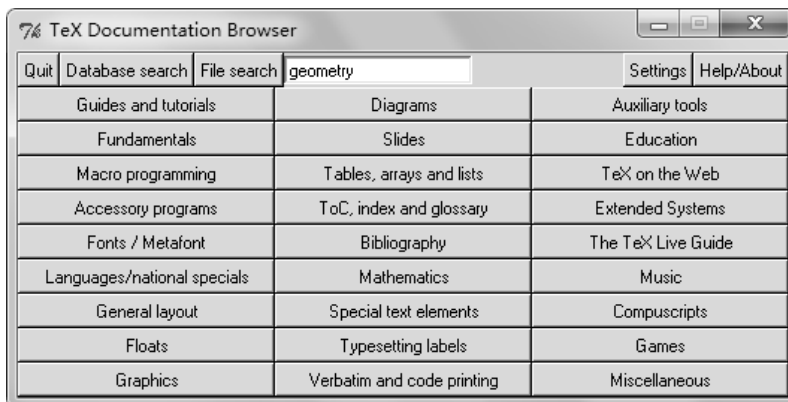 TeX Documentation Browser
Quit Database search File search geometry Settings Help/About
Guides and tutorials Diagrams Auxiliary tools
Fundamentals Slides Education
Macro programming Tables, arrays and lists TeX on the Web
Accessory programs ToC, index and glossary Extended Systems
Fonts / Metafont Bibliography The TeX Live Guide
Languages/national specials Mathematics Music
General layout Special text elements Compuscripts
Floats Typesetting labels Games
Graphics Verbatim and code printing Miscellaneous